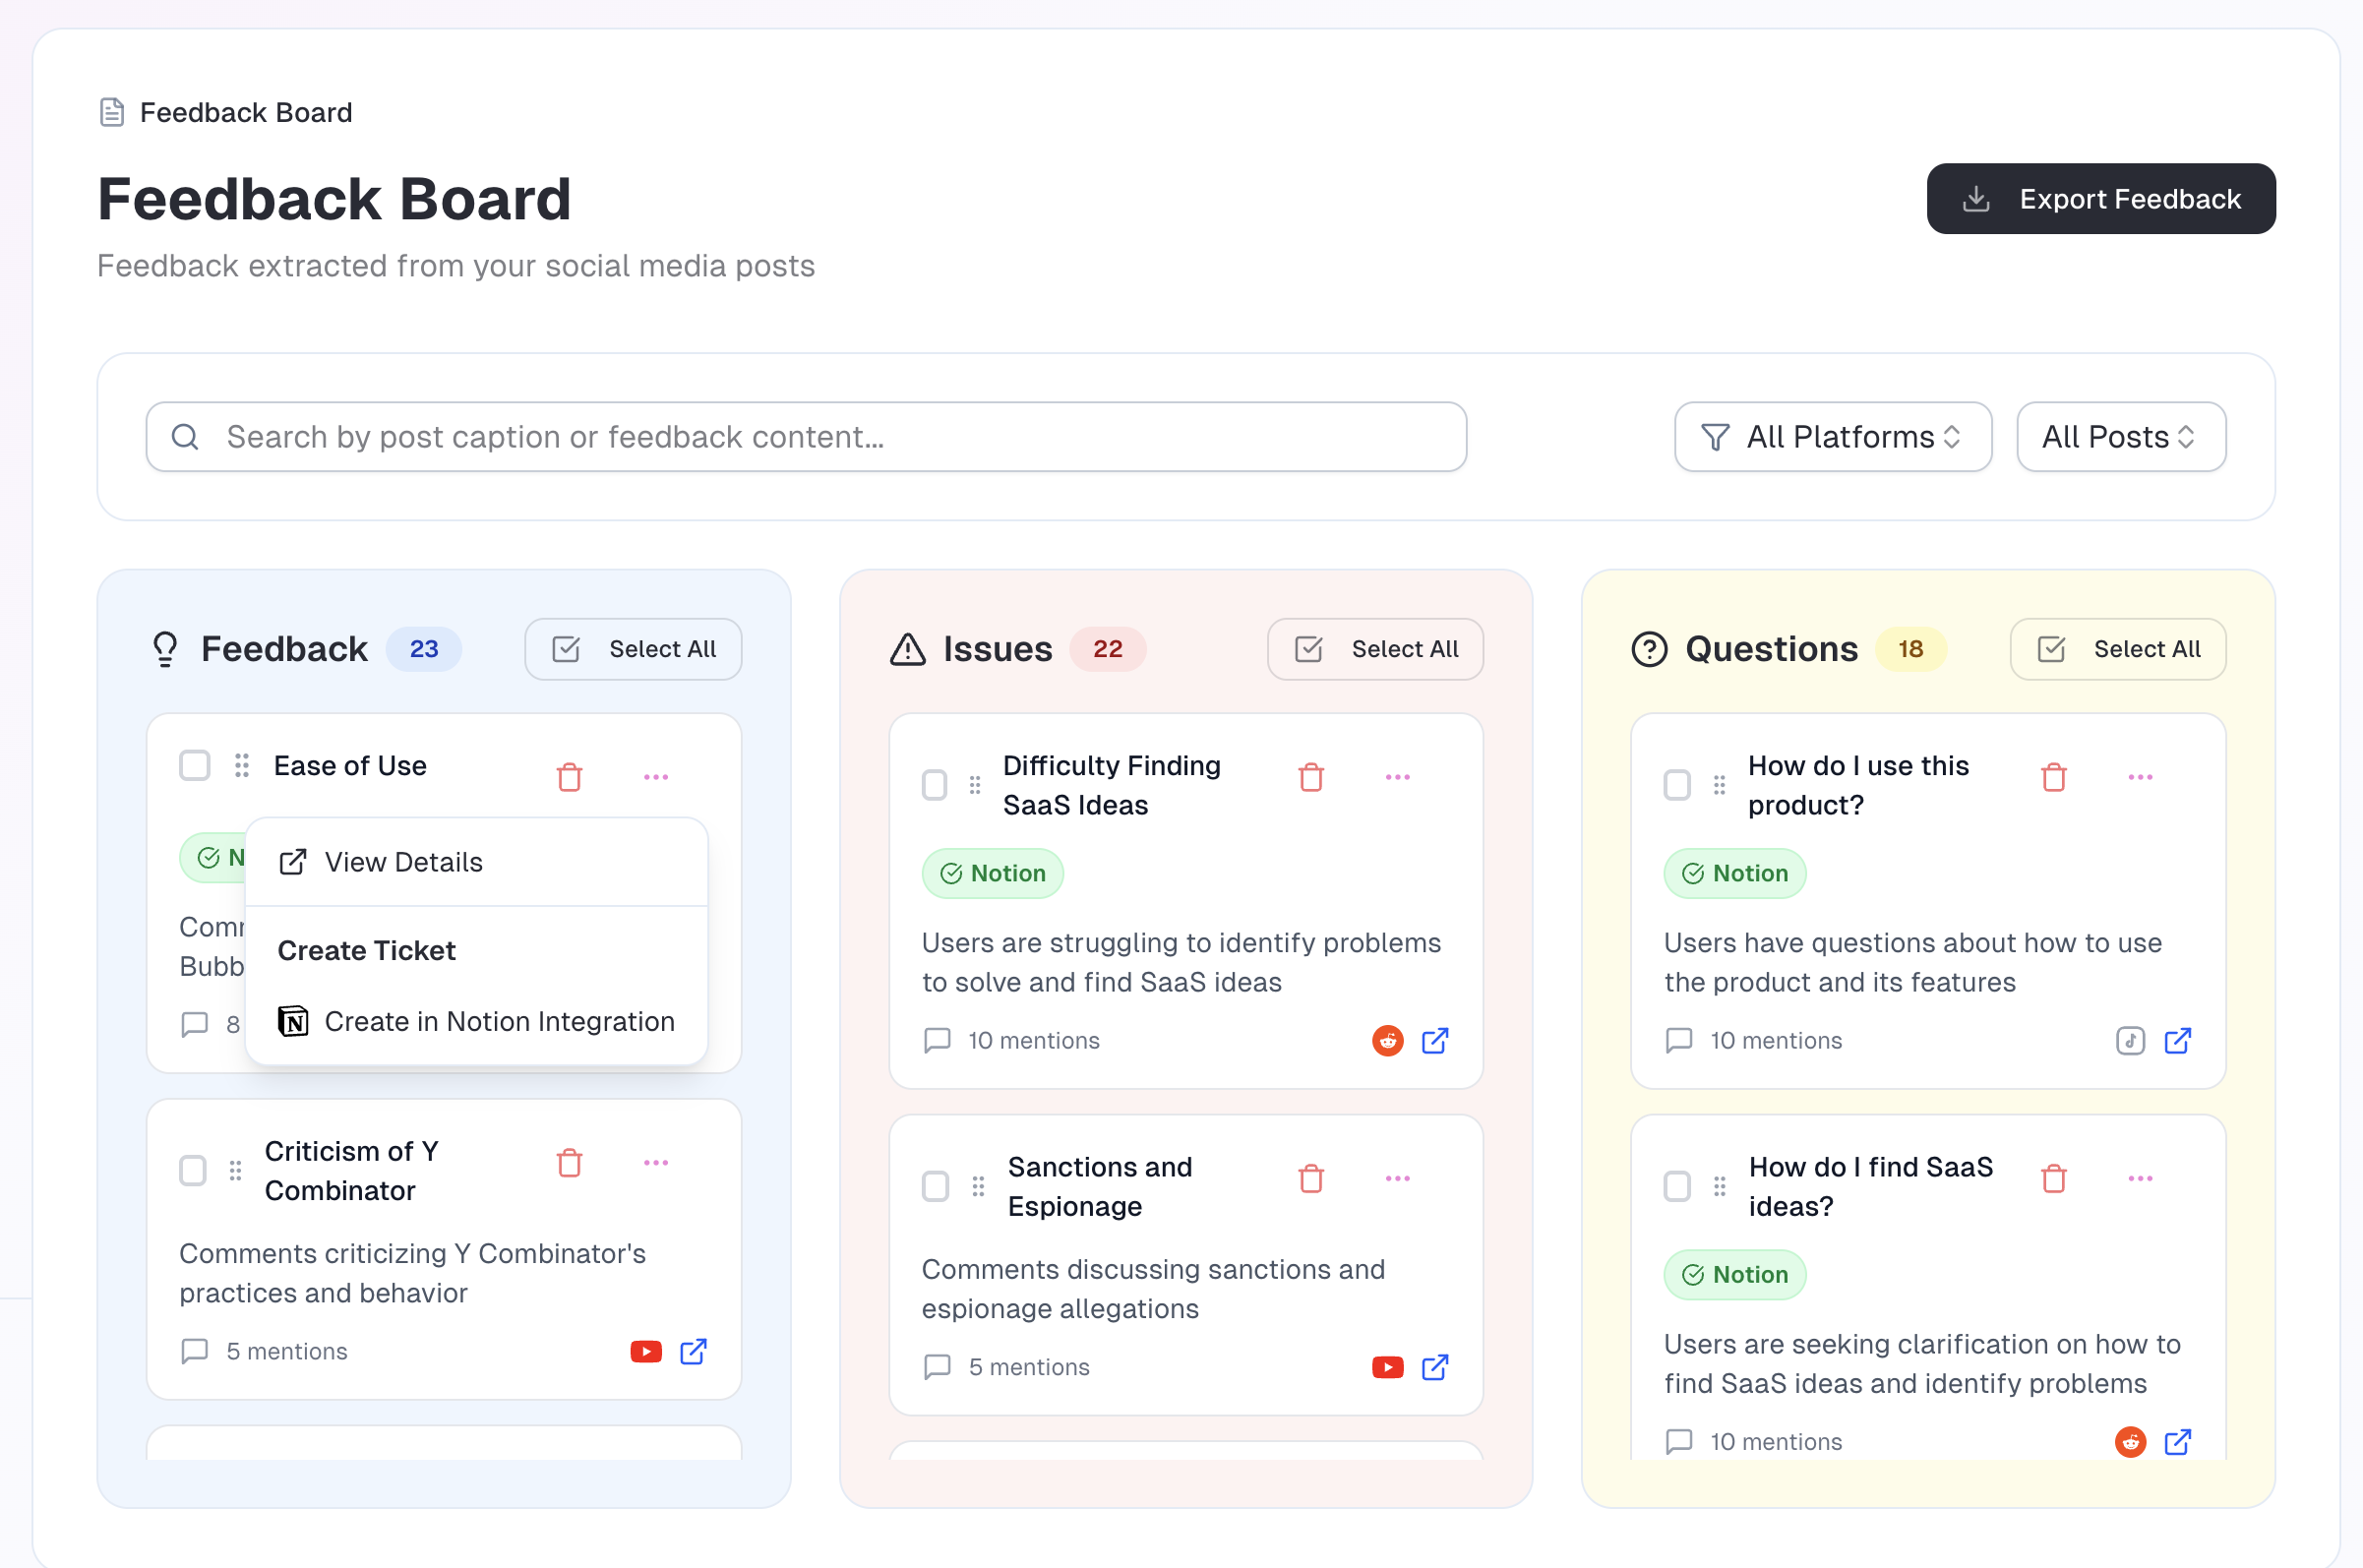 Feedback Board
Feedback Board
Export Feedback
Feedback extracted from your social media posts
Search by post caption or feedback content...
All Platforms
All Posts
Feedback 23 Select All
Ease of Use
View Details
Create Ticket
Create in Notion Integration
8
Criticism of Y
Combinator
Comments criticizing Y Combinator's
practices and behavior
5 mentions
Issues 22 Select All
Difficulty Finding
SaaS Ideas
Notion
Users are struggling to identify problems
to solve and find SaaS ideas
10 mentions
Sanctions and
Espionage
Comments discussing sanctions and
espionage allegations
5 mentions
Questions 18 Select All
How do I use this
product?
Notion
Users have questions about how to use
the product and its features
10 mentions
How do I find SaaS
ideas?
Notion
Users are seeking clarification on how to
find SaaS ideas and identify problems
10 mentions